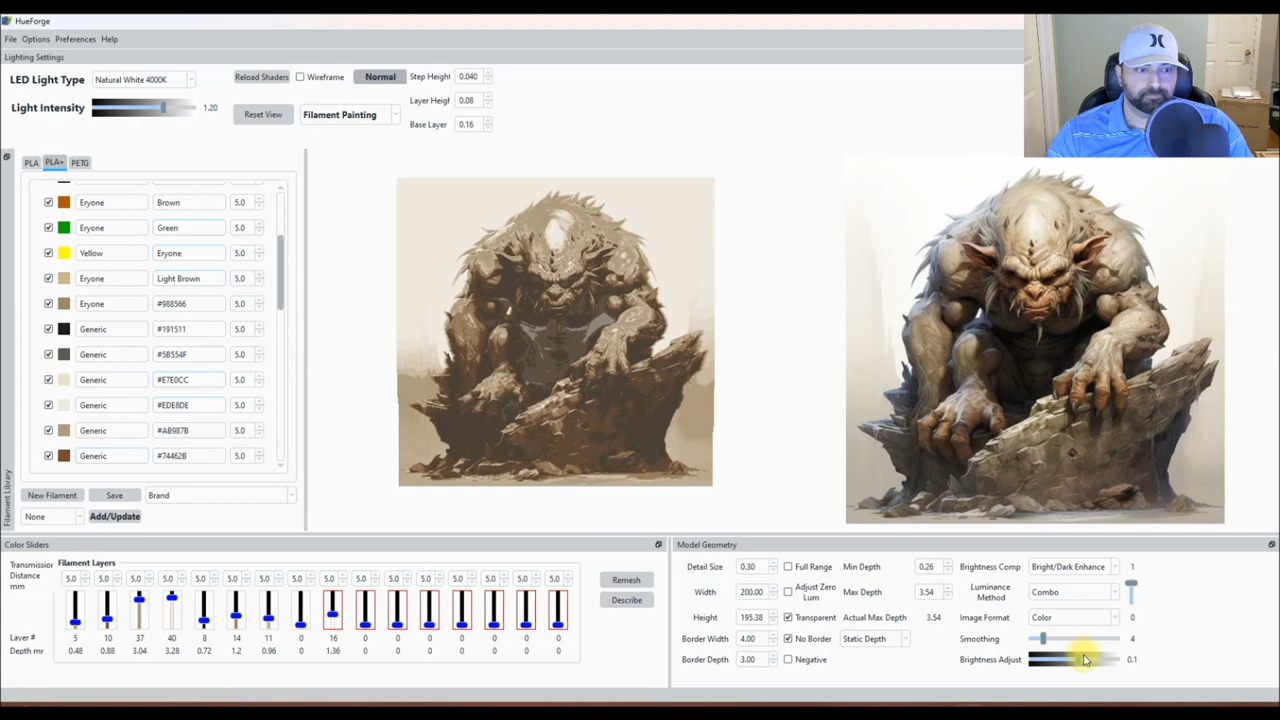 HueForge
File Options Preferences Help
Lighting Settings
LED Light Type Natural White 4000K
Reload Shaders Wireframe Normal Step Height 0.040
Light Intensity 1.20
Layer Heigh 0.08
Reset View Filament Painting
Base Layer 0.16
PLA PLA+ PETG
Eryone Brown 5.0
Eryone Green 5.0
Yellow Eryone 5.0
Eryone Light Brown 5.0
Eryone #988566 5.0
Generic #191511 5.0
Generic #5B554F 5.0
Generic #E7E0CC 5.0
Generic #EDE8DE 5.0
Generic #AB987B 5.0
Generic #74462B 5.0
Filament Library
New Filament Save Brand
None Add/Update
Color Sliders
Transmissio
Distance
mm
Filament Layers
5.0 5.0 5.0 5.0 5.0 5.0 5.0 5.0 5.0 5.0 5.0 5.0 5.0 5.0 5.0 5.0
Remesh
Describe
Layer # 5 10 37 40 8 14 11 0 16 0 0 0 0 0 0 0
Depth mr 0.48 0.88 3.04 3.28 0.72 1.2 0.96 0 1.36 0 0 0 0 0 0 0
Model Geometry
Detail Size 0.30 Full Range Min Depth 0.26 Brightness Comp Bright/Dark Enhance 1
Width 200.00 Adjust Zero Lum Max Depth 3.54 Luminance Method Combo
Height 195.38 Transparent Actual Max Depth 3.54 Image Format Color 0
Border Width 4.00 No Border Static Depth Smoothing 4
Border Depth 3.00 Negative Brightness Adjust 0.1